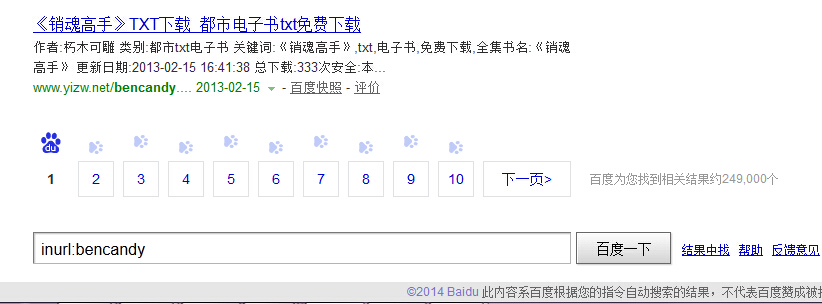 《销魂高手》TXT下载_都市电子书txt免费下载
作者:朽木可雕 类别:都市txt电子书 关键词:《销魂高手》,txt,电子书,免费下载,全集书名:《销魂
高手》 更新日期:2013-02-15 16:41:38 总下载:333次安全:本...
www.yizw.net/bencandy.... 2013-02-15 - 百度快照 - 评价
du
1 2 3 4 5 6 7 8 9 10 下一页> 百度为您找到相关结果约249,000个
inurl:bencandy 百度一下 结果中找 帮助 反馈意见
©2014 Baidu 此内容系百度根据您的指令自动搜索的结果，不代表百度赞成被